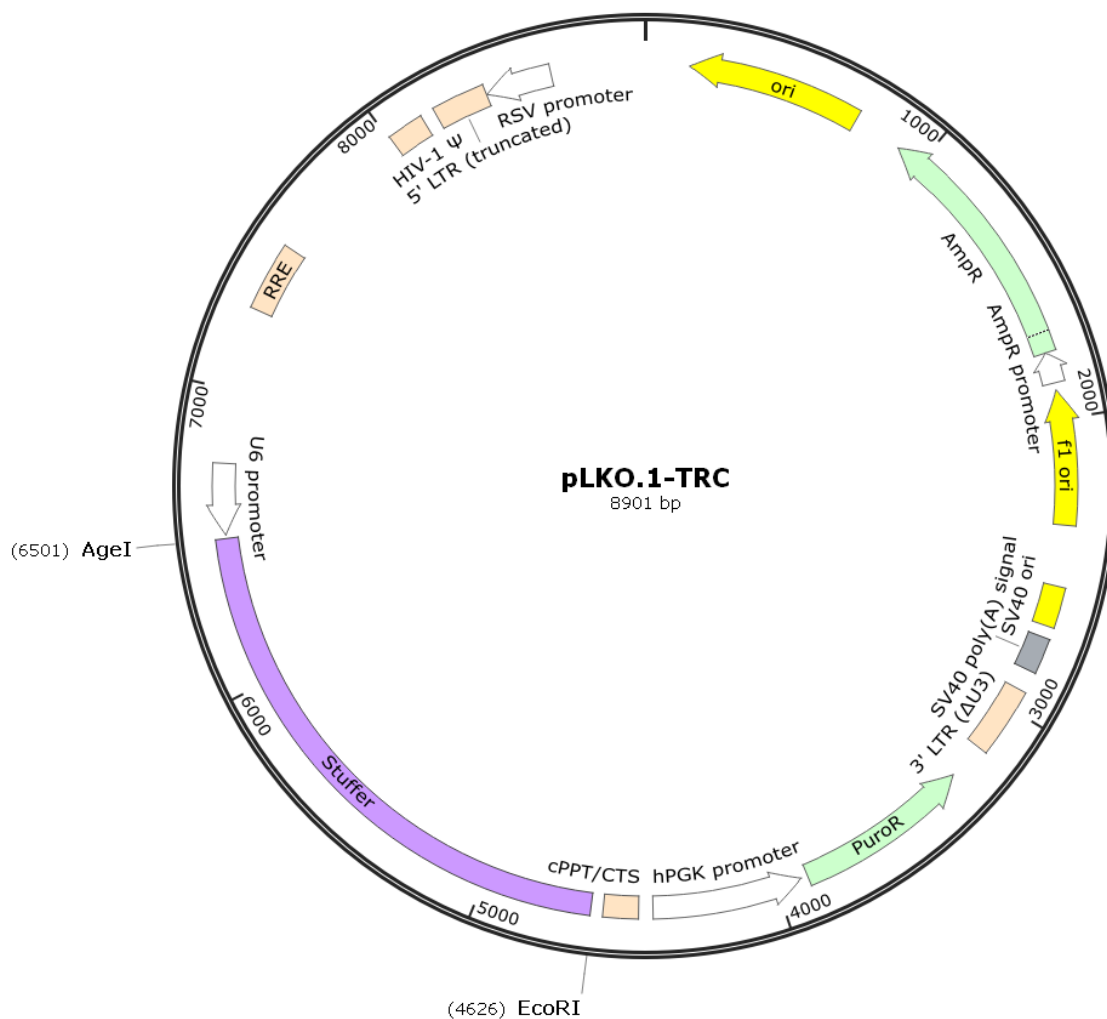 ori
RSV promoter
5' LTR (truncated)
HIV-1 Ψ
1000
8000
AmpR
RRE
AmpR promoter
2000
7000
f1 ori
U6 promoter
pLKO.1-TRC
8901 bp
(6501) AgeI
SV40 ori
SV40 poly(A) signal
3' LTR (ΔU3)
3000
6000
Stuffer
PuroR
cPPT/CTS
hPGK promoter
5000
4000
(4626) EcoRI